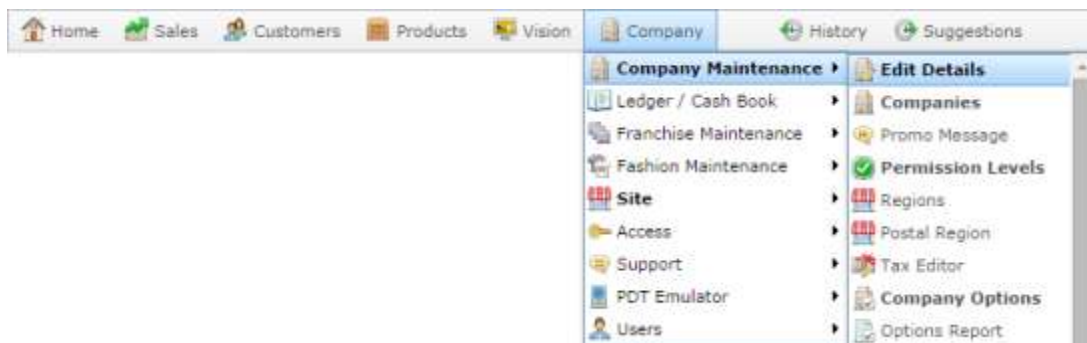 Home Sales Customers Products Vision Company History Suggestions
Company Maintenance Edit Details
Ledger / Cash Book Companies
Franchise Maintenance Promo Message
Fashion Maintenance Permission Levels
Site Regions
Access Postal Region
Support Tax Editor
PDT Emulator Company Options
Users Options Report